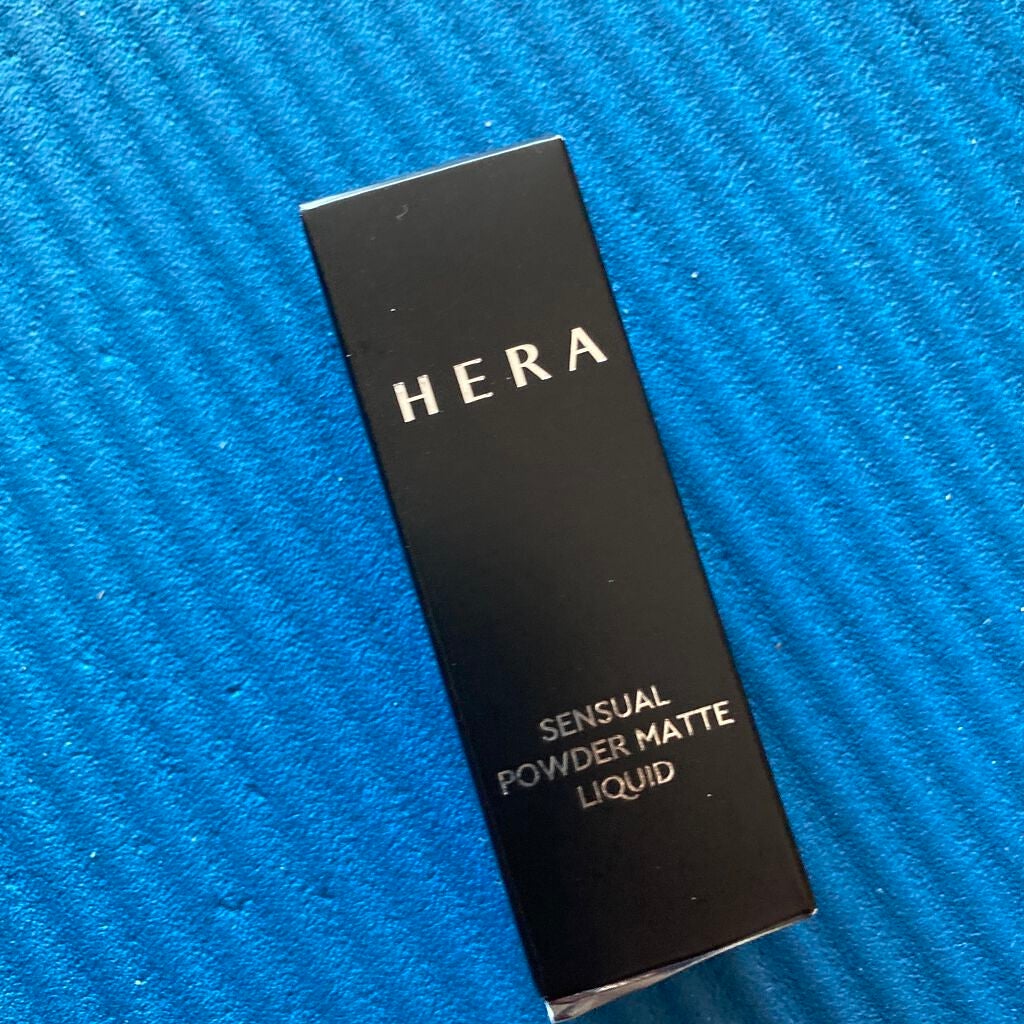 HERA
SENSUAL
POWDER MATTE
LIQUID